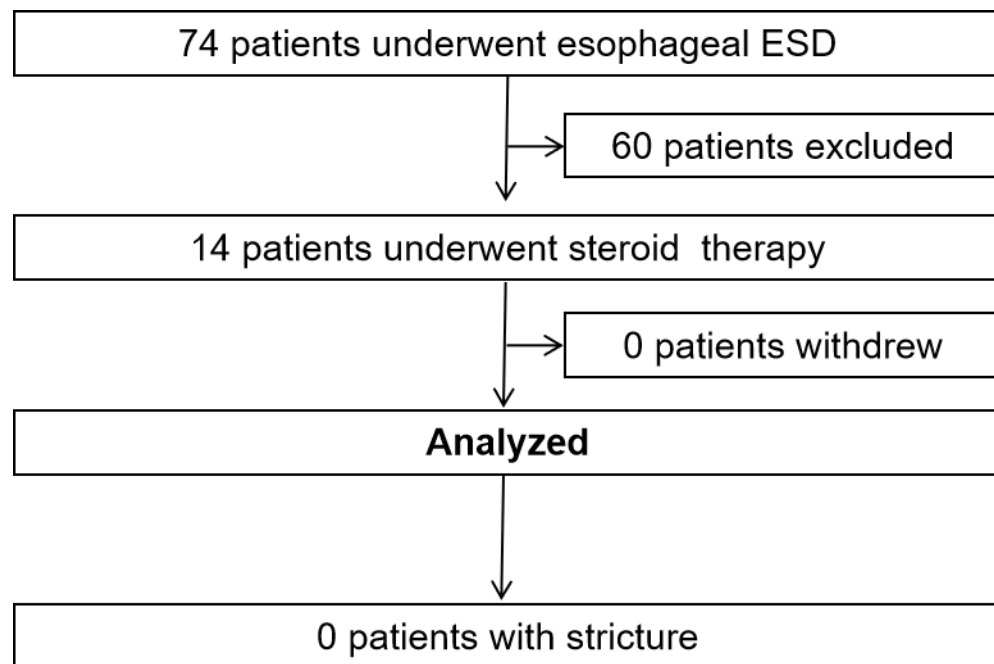 74 patients underwent esophageal ESD
60 patients excluded
14 patients underwent steroid therapy
0 patients withdrew
Analyzed
0 patients with stricture